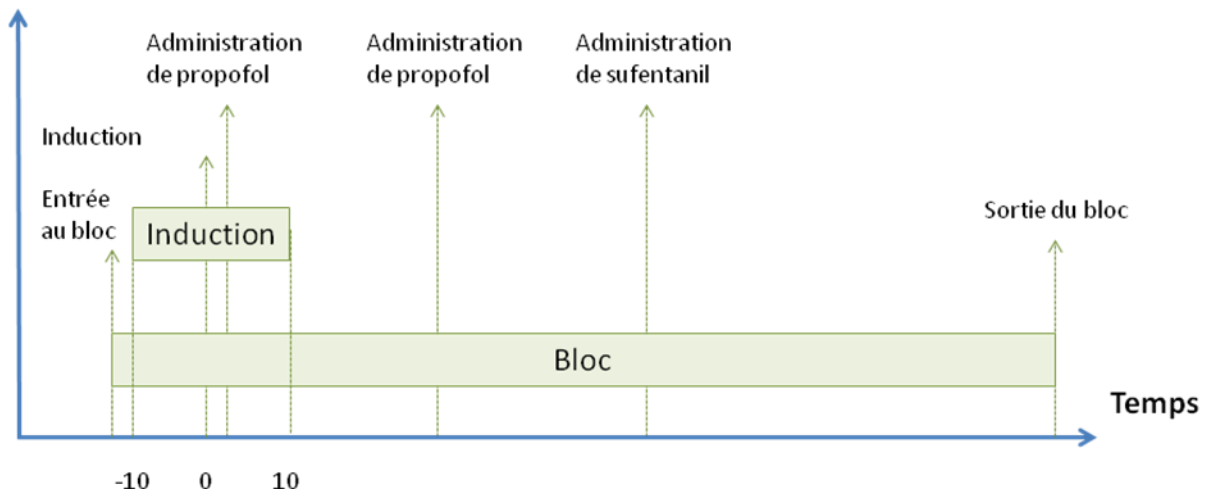 Administration
de propofol
Administration
de propofol
Administration
de sufentanil
Induction
Entrée
au bloc
Induction
Sortie du bloc
Bloc
Temps
-10 0 10